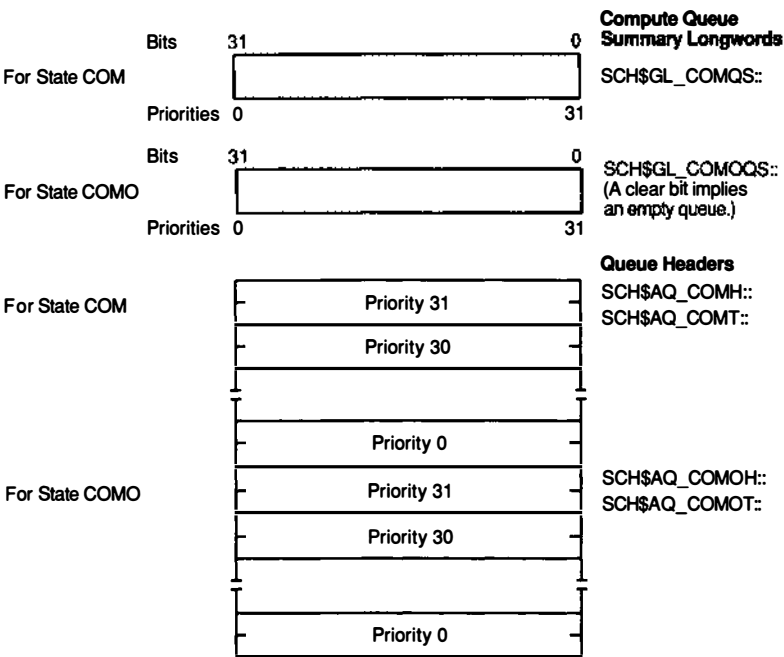 Compute Queue
Bits 31 0 Summary Longwords
For State COM SCH$GL_COMQS::
Priorities 0 31
Bits 31 0
SCH$GL_COMOQS::
For State COMO (A clear bit implies
an empty queue.)
Priorities 0 31
Queue Headers
For State COM Priority 31 SCH$AQ_COMH::
SCH$AQ_COMT::
Priority 30
Priority 0
For State COMO Priority 31 SCH$AQ_COMOH::
SCH$AQ_COMOT::
Priority 30
Priority 0